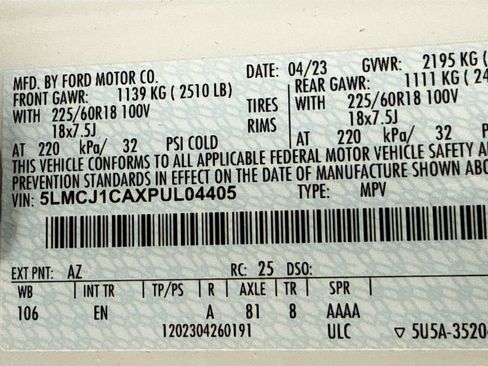 MFD. BY FORD MOTOR CO. DATE: 04/23 GVWR: 2195 KG (
FRONT GAWR: 1139 KG ( 2510 LB) REAR GAWR: 1111 KG ( 24
WITH 225/60R18 100V TIRES WITH 225/60R18 100V
18x7.5J RIMS 18x7.5J
AT 220 kPa/ 32 PSI COLD AT 220 kPa/ 32
THIS VEHICLE CONFORMS TO ALL APPLICABLE FEDERAL MOTOR VEHICLE SAFETY A
PREVENTION STANDARDS IN EFFECT ON THE DATE OF MANUFACTURE SHOWN ABO
VIN: 5LMCJ1CAXPUL04405 TYPE: MPV
EXT PNT: AZ RC: 25 DSO:
WB INT TR TP/PS R AXLE TR SPR
106 EN A 81 8 AAAA
1202304260191 ULC ▽ 5U5A-3520